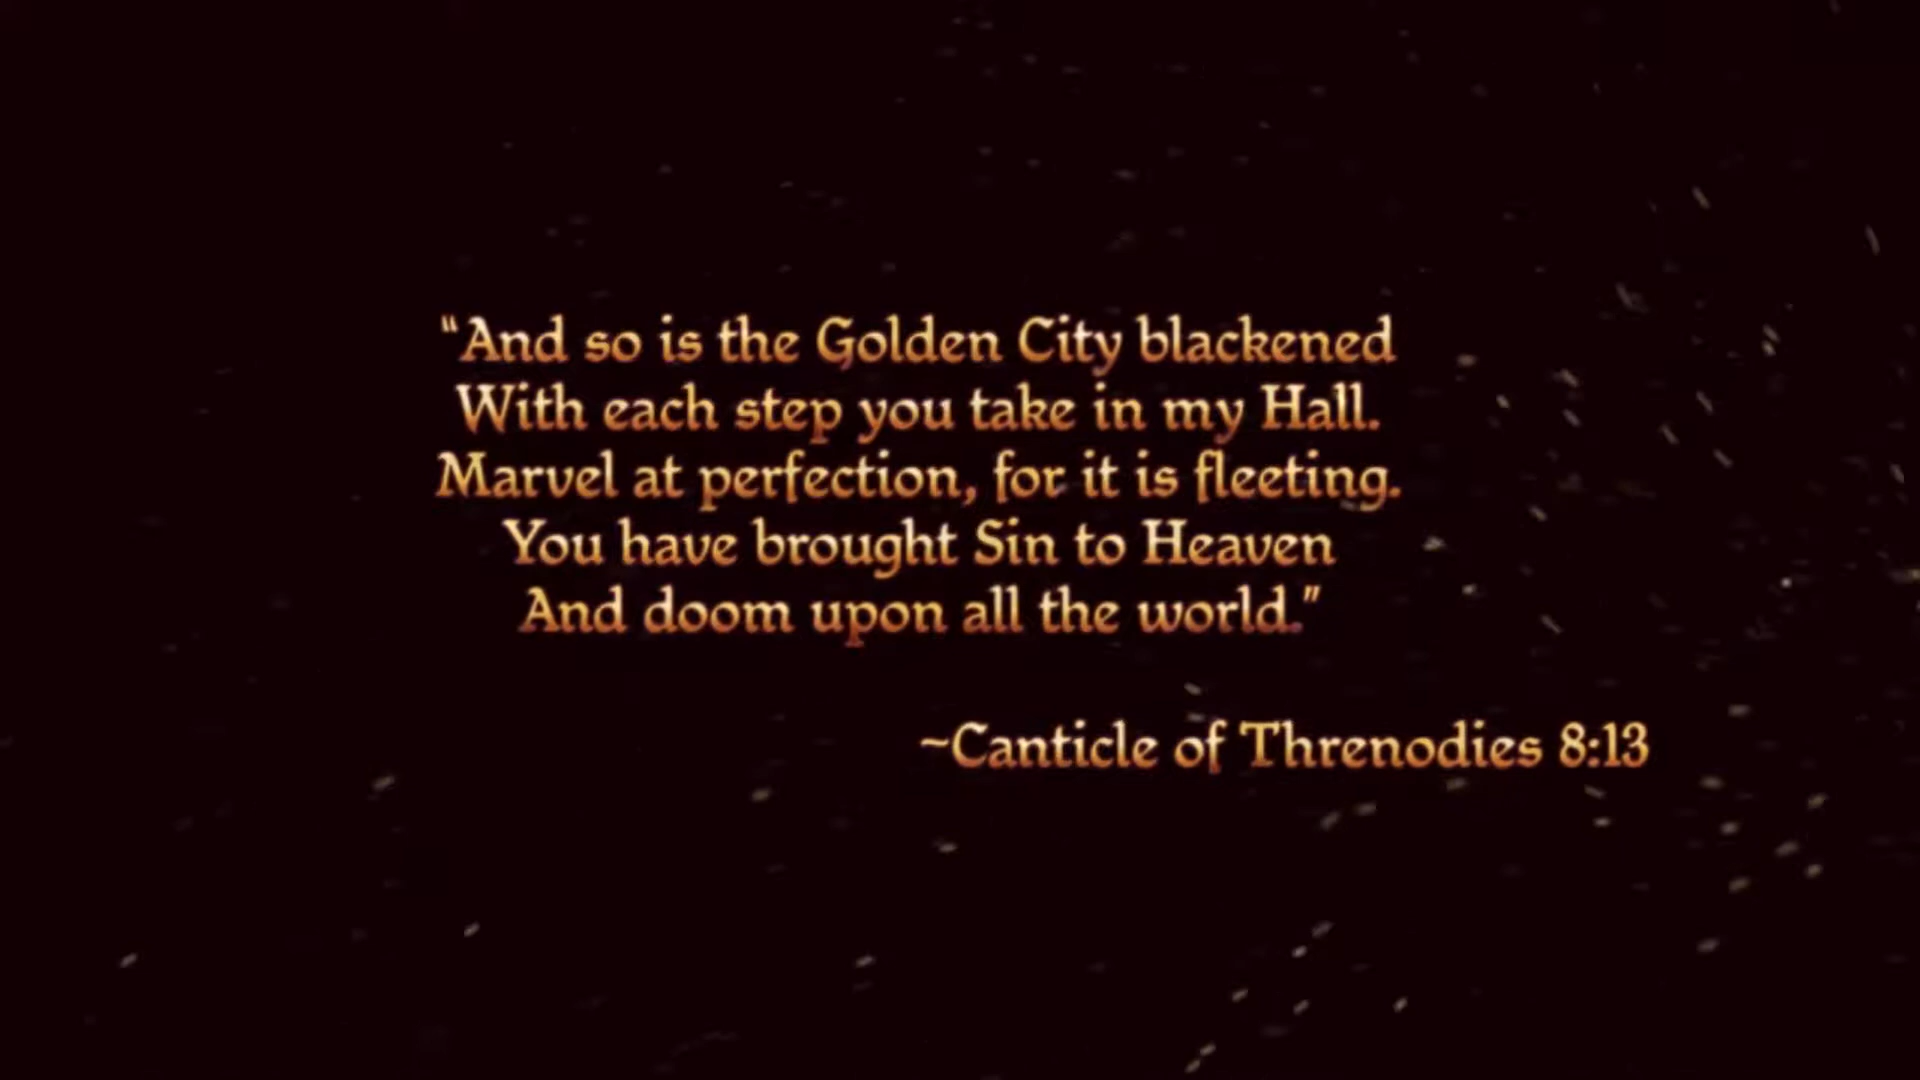 "And so is the Golden City blackened
With each step you take in my Hall.
Marvel at perfection, for it is fleeting.
You have brought Sin to Heaven
And doom upon all the world."
~Canticle of Threnodies 8:13